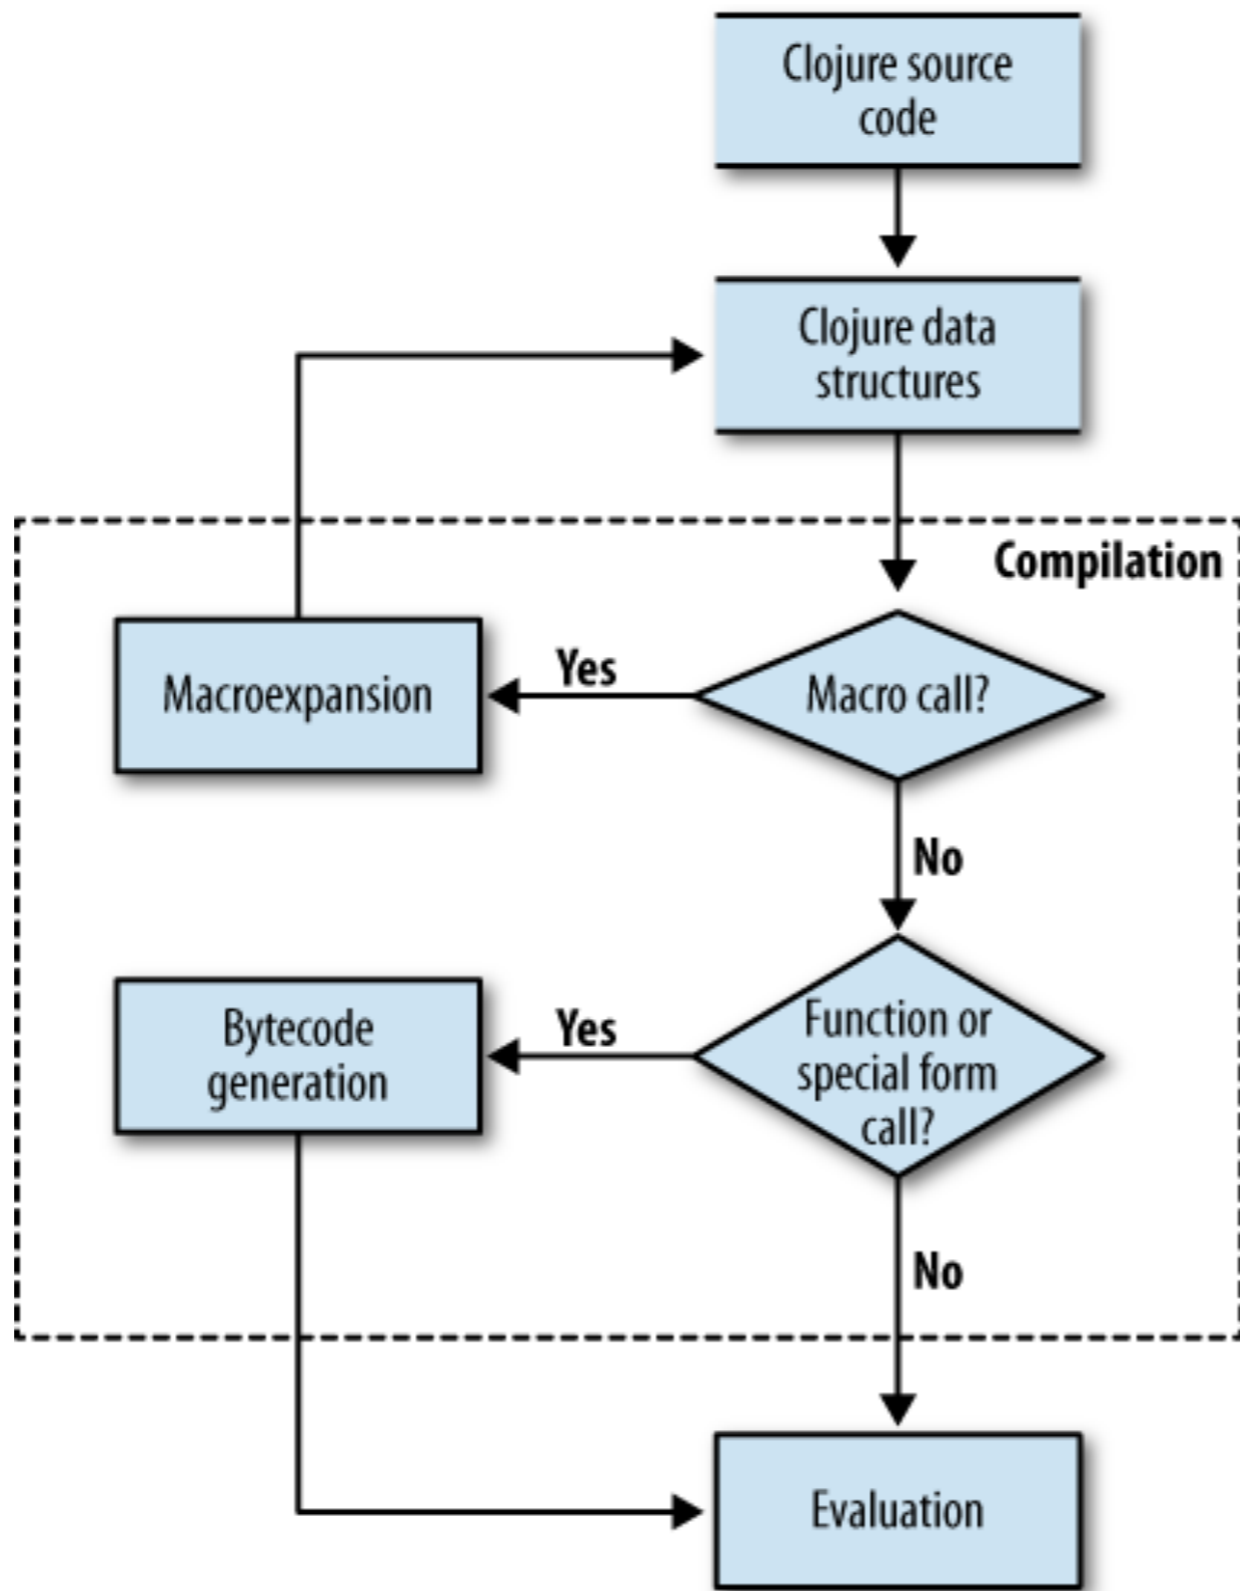 Clojure source
code
Clojure data
structures
Compilation
Macroexpansion
Yes
Macro call?
No
Bytecode
generation
Yes
Function or
special form
call?
No
Evaluation